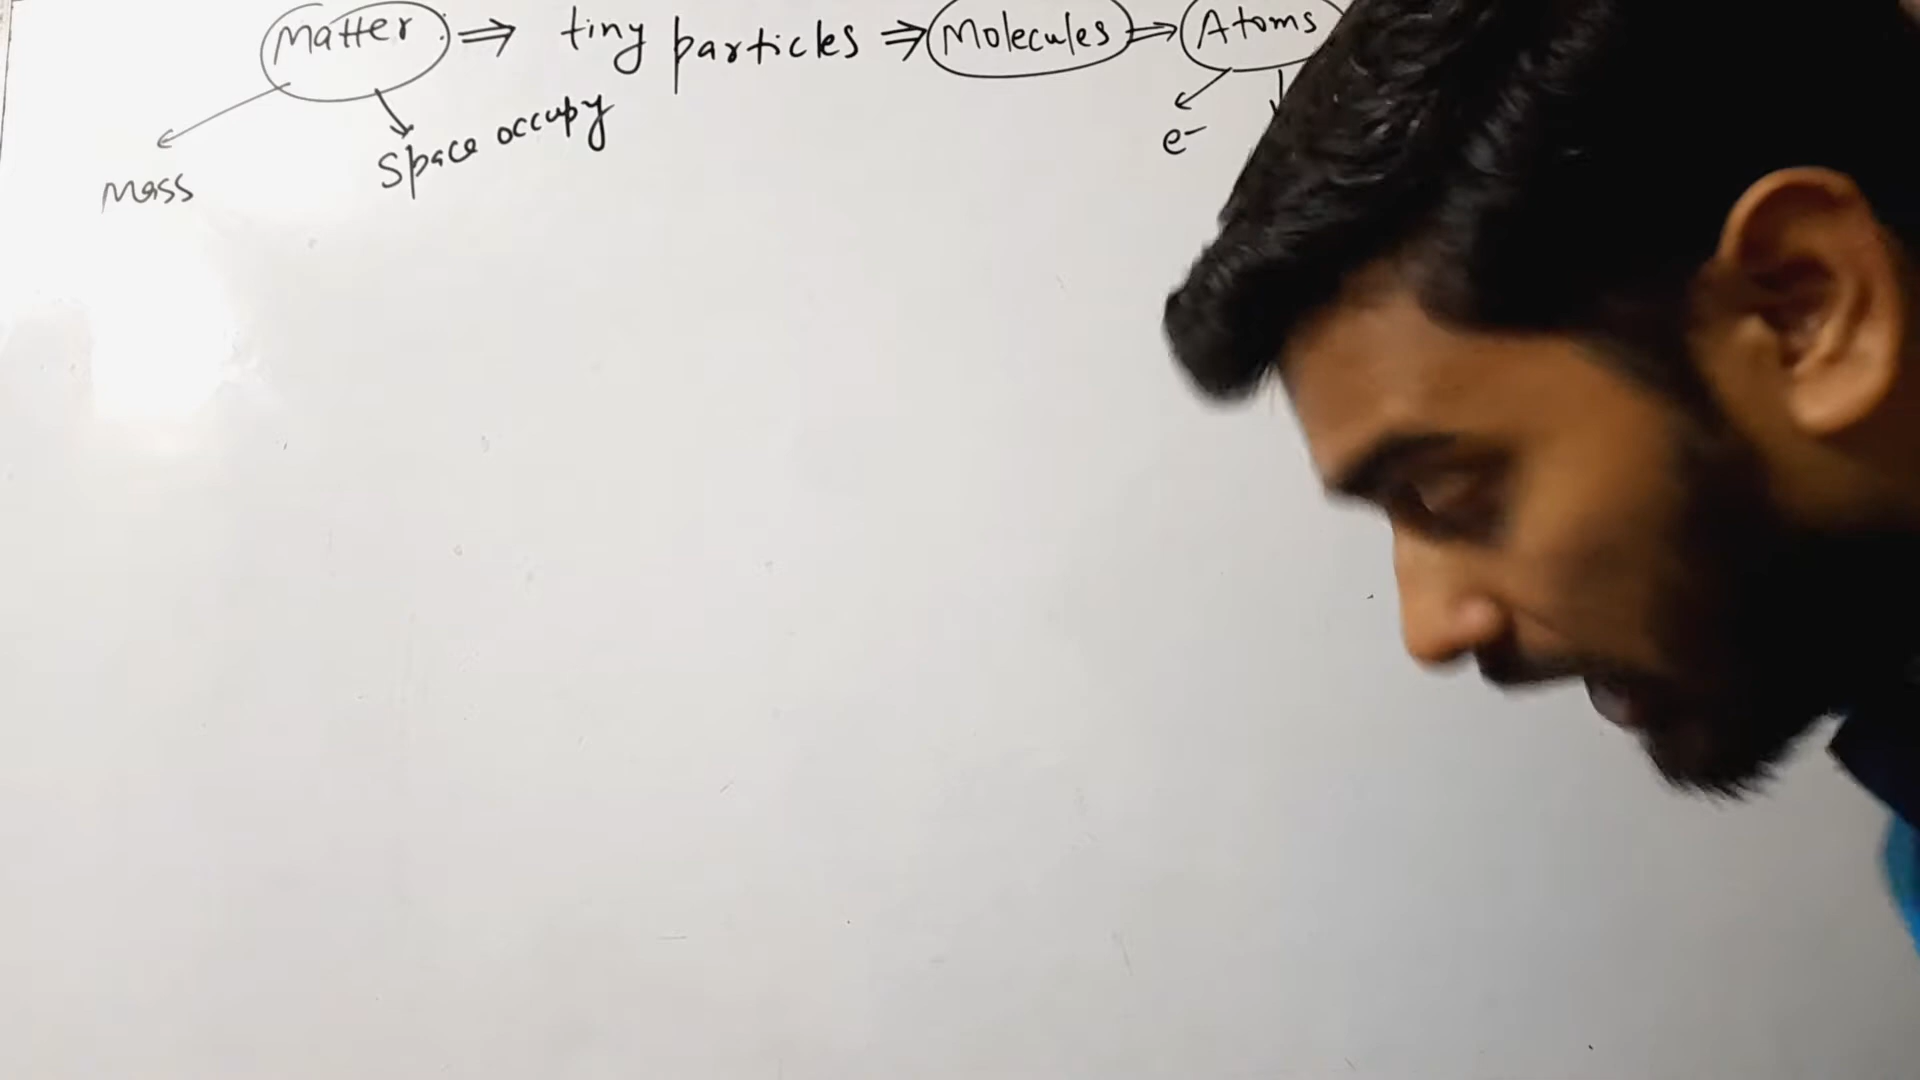 Matter ⇒ tiny particles ⇒ Molecules ⇒ Atoms
Mass
Space occupy
e-